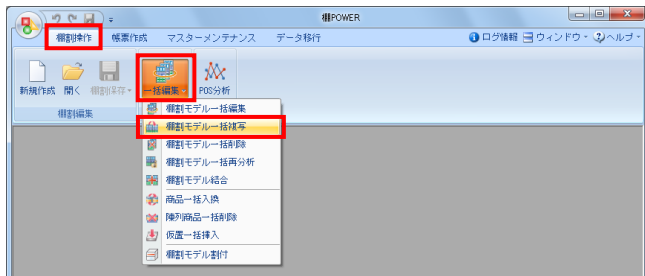 棚POWER
棚割操作 帳票作成 マスターメンテナンス データ移行 ログ情報 ウィンドウ ヘルプ
新規作成 開く 棚割保存 一括編集 POS分析
棚割編集
棚割モデル一括編集
棚割モデル一括複写
棚割モデル一括削除
棚割モデル一括再分析
棚割モデル結合
商品一括入換
陳列商品一括削除
仮置一括挿入
棚割モデル割付